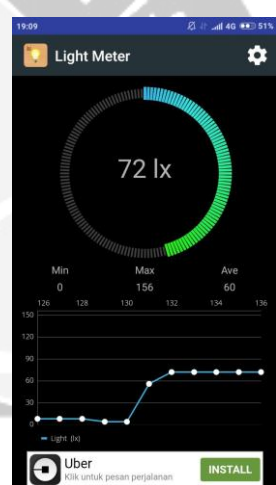 19:09 4G 51%
Light Meter
72 lx
Min Max Ave
0 156 60
126 128 130 132 134 136
150
120
90
60
30
0
Light (lx)
Uber
Klik untuk pesan perjalanan
INSTALL